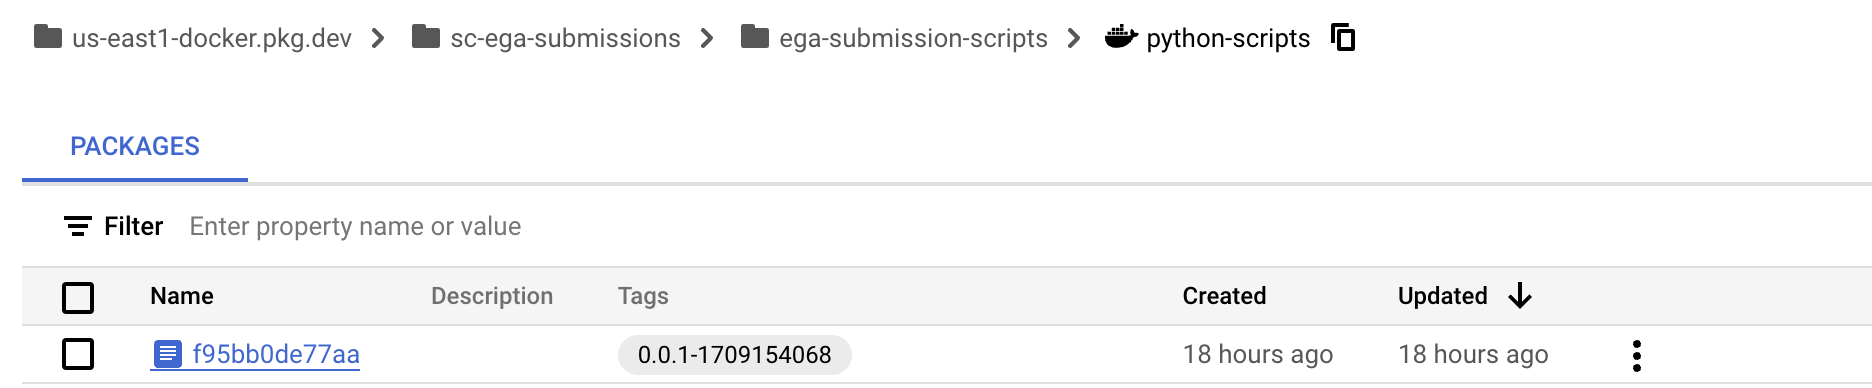 us-east1-docker.pkg.dev > sc-ega-submissions > ega-submission-scripts > python-scripts
PACKAGES
Filter Enter property name or value
Name Description Tags Created Updated
f95bb0de77aa 0.0.1-1709154068 18 hours ago 18 hours ago